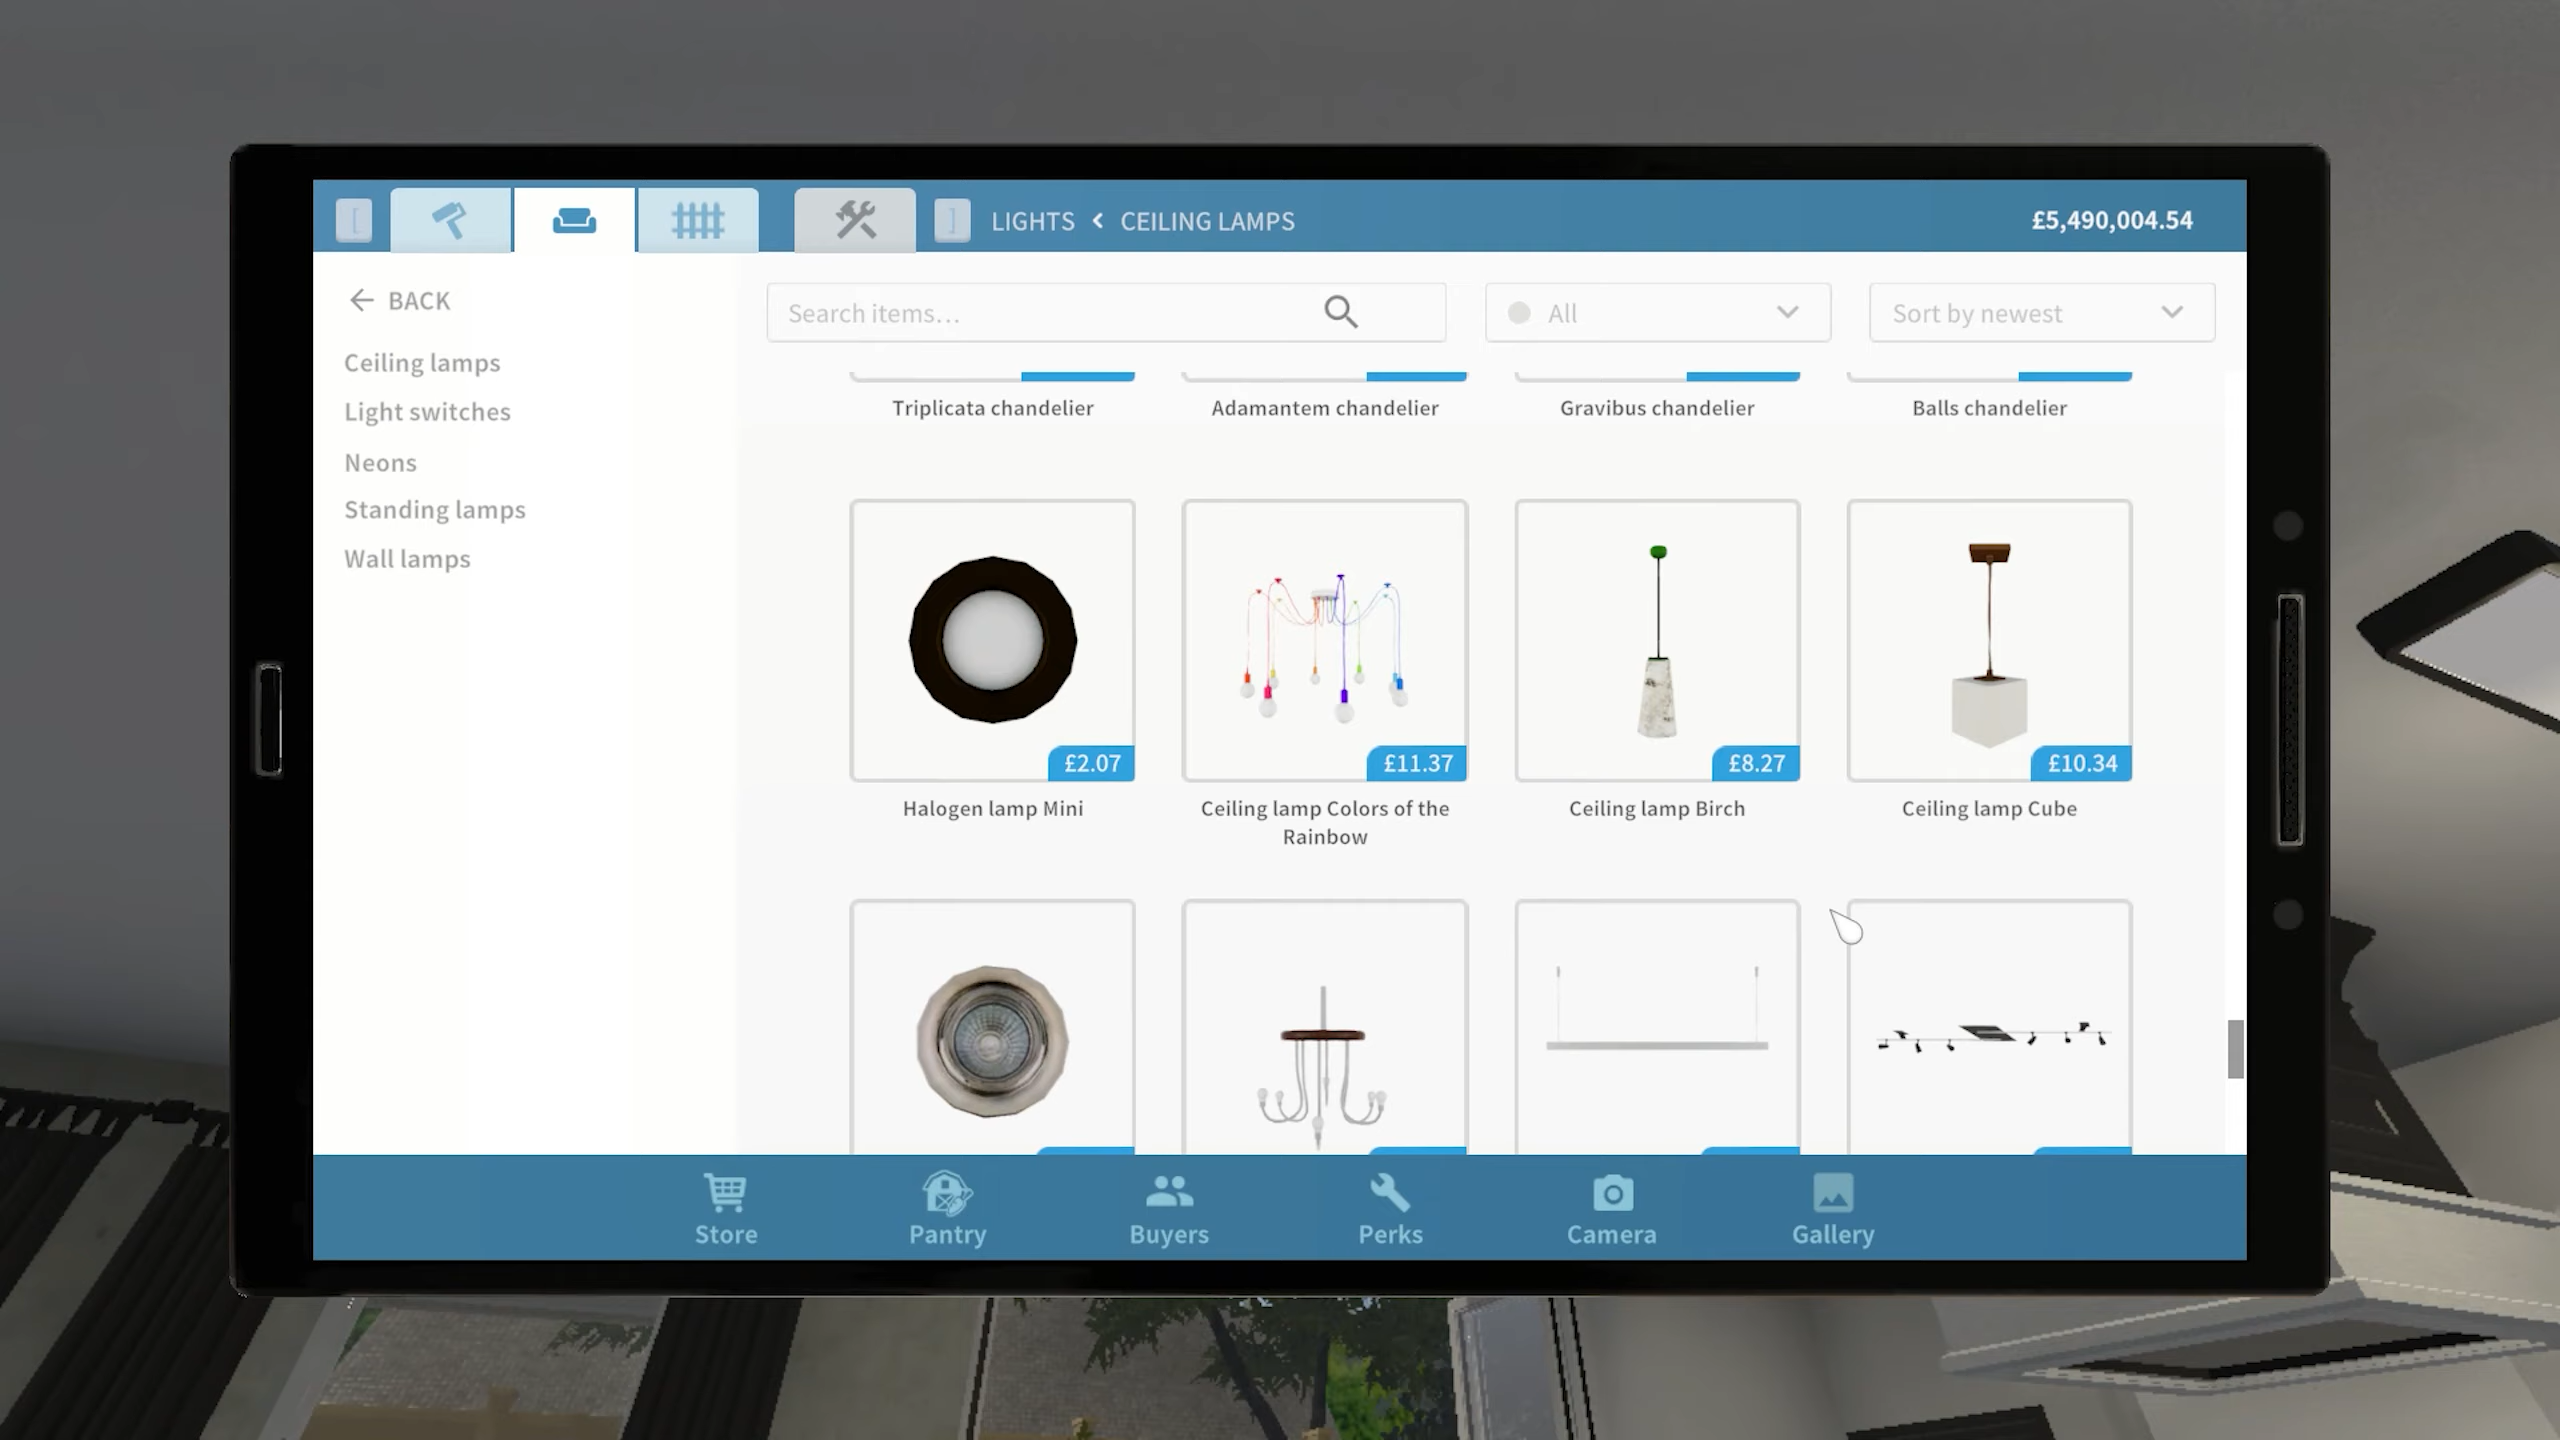 [
]
LIGHTS
CEILING LAMPS
£5,490,004.54
BACK
Search items...
All
Sort by newest
Ceiling lamps
Light switches
Neons
Standing lamps
Wall lamps
Triplicata chandelier
Adamantem chandelier
Gravibus chandelier
Balls chandelier
£2.07
£11.37
£8.27
£10.34
Halogen lamp Mini
Ceiling lamp Colors of the
Rainbow
Ceiling lamp Birch
Ceiling lamp Cube
Store
Pantry
Buyers
Perks
Camera
Gallery